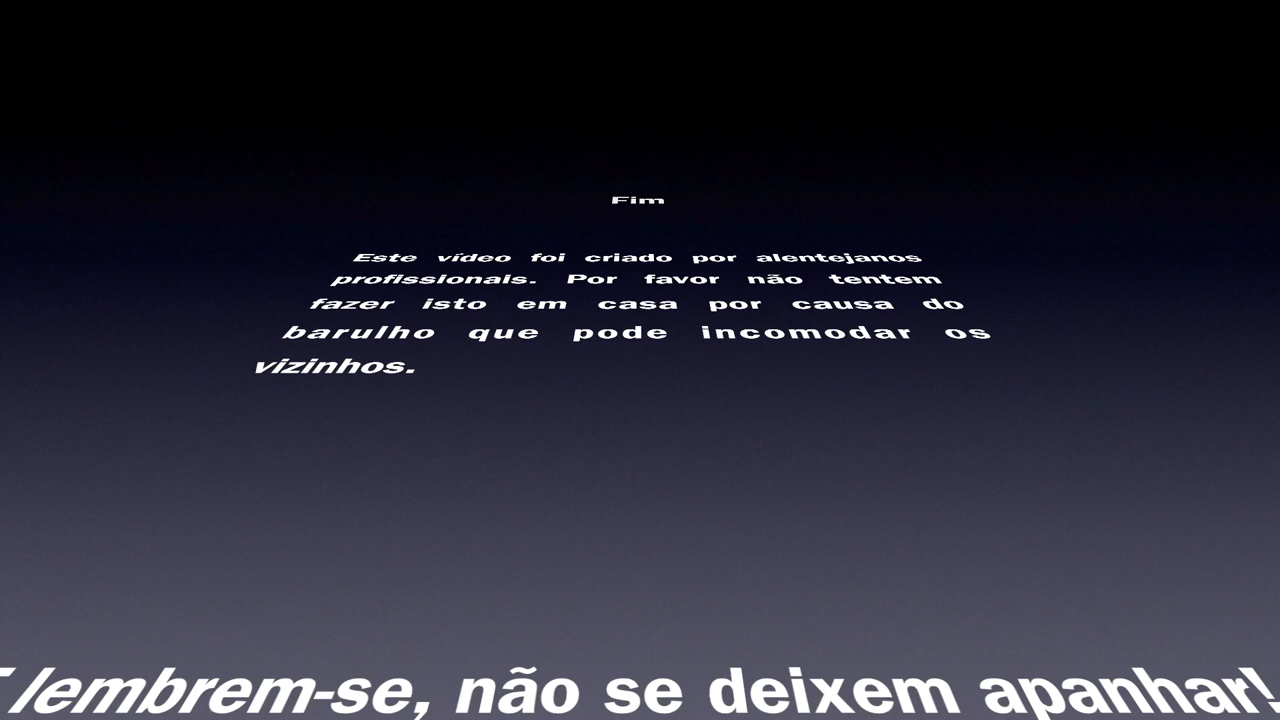 Fim
Este vídeo foi criado por alentejanos
profissionais. Por favor não tentem
fazer isto em casa por causa do
barulho que pode incomodar os
vizinhos.
E lembrem-se, não se deixem apanhar!